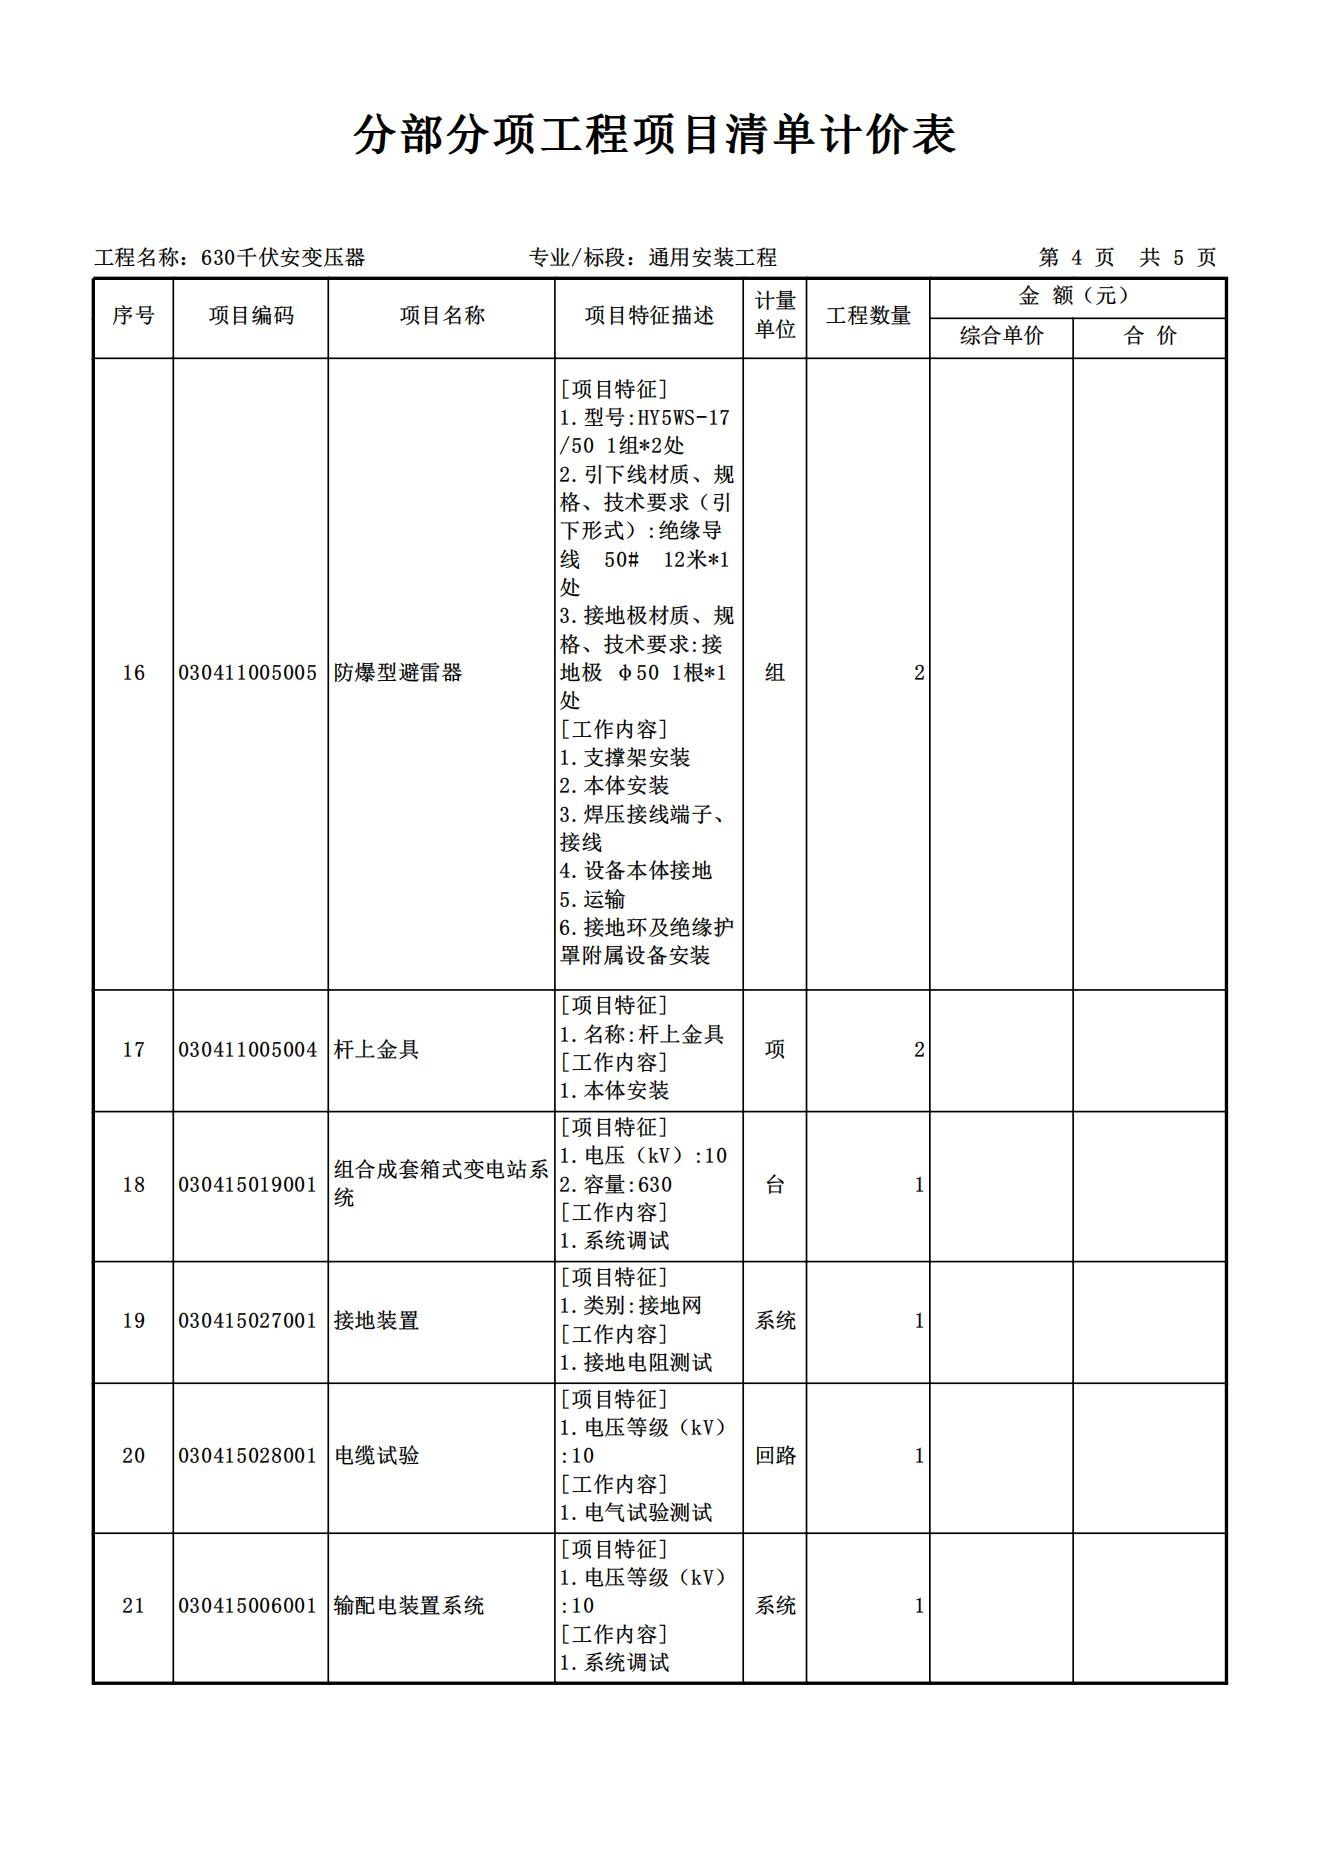 分部分项工程项目清单计价表
工程名称：630千伏安变压器 专业/标段：通用安装工程 第 4 页 共 5 页
序号 项目编码 项目名称 项目特征描述 计量单位 工程数量 金 额（元）
综合单价 合 价
[项目特征]
1.型号:HY5WS-17
/50 1组*2处
2.引下线材质、规
格、技术要求（引
下形式）:绝缘导
线 50# 12米*1
处
3.接地极材质、规
格、技术要求:接
地极 φ50 1根*1
处
16 030411005005 防爆型避雷器 组 2
[工作内容]
1.支撑架安装
2.本体安装
3.焊压接线端子、
接线
4.设备本体接地
5.运输
6.接地环及绝缘护
罩附属设备安装
17 030411005004 杆上金具 项 2
[项目特征]
1.名称:杆上金具
[工作内容]
1.本体安装
18 030415019001 组合成套箱式变电站系
统 台 1
[项目特征]
1.电压（kV）:10
2.容量:630
[工作内容]
1.系统调试
19 030415027001 接地装置 系统 1
[项目特征]
1.类别:接地网
[工作内容]
1.接地电阻测试
20 030415028001 电缆试验 回路 1
[项目特征]
1.电压等级（kV）
:10
[工作内容]
1.电气试验测试
21 030415006001 输配电装置系统 系统 1
[项目特征]
1.电压等级（kV）
:10
[工作内容]
1.系统调试